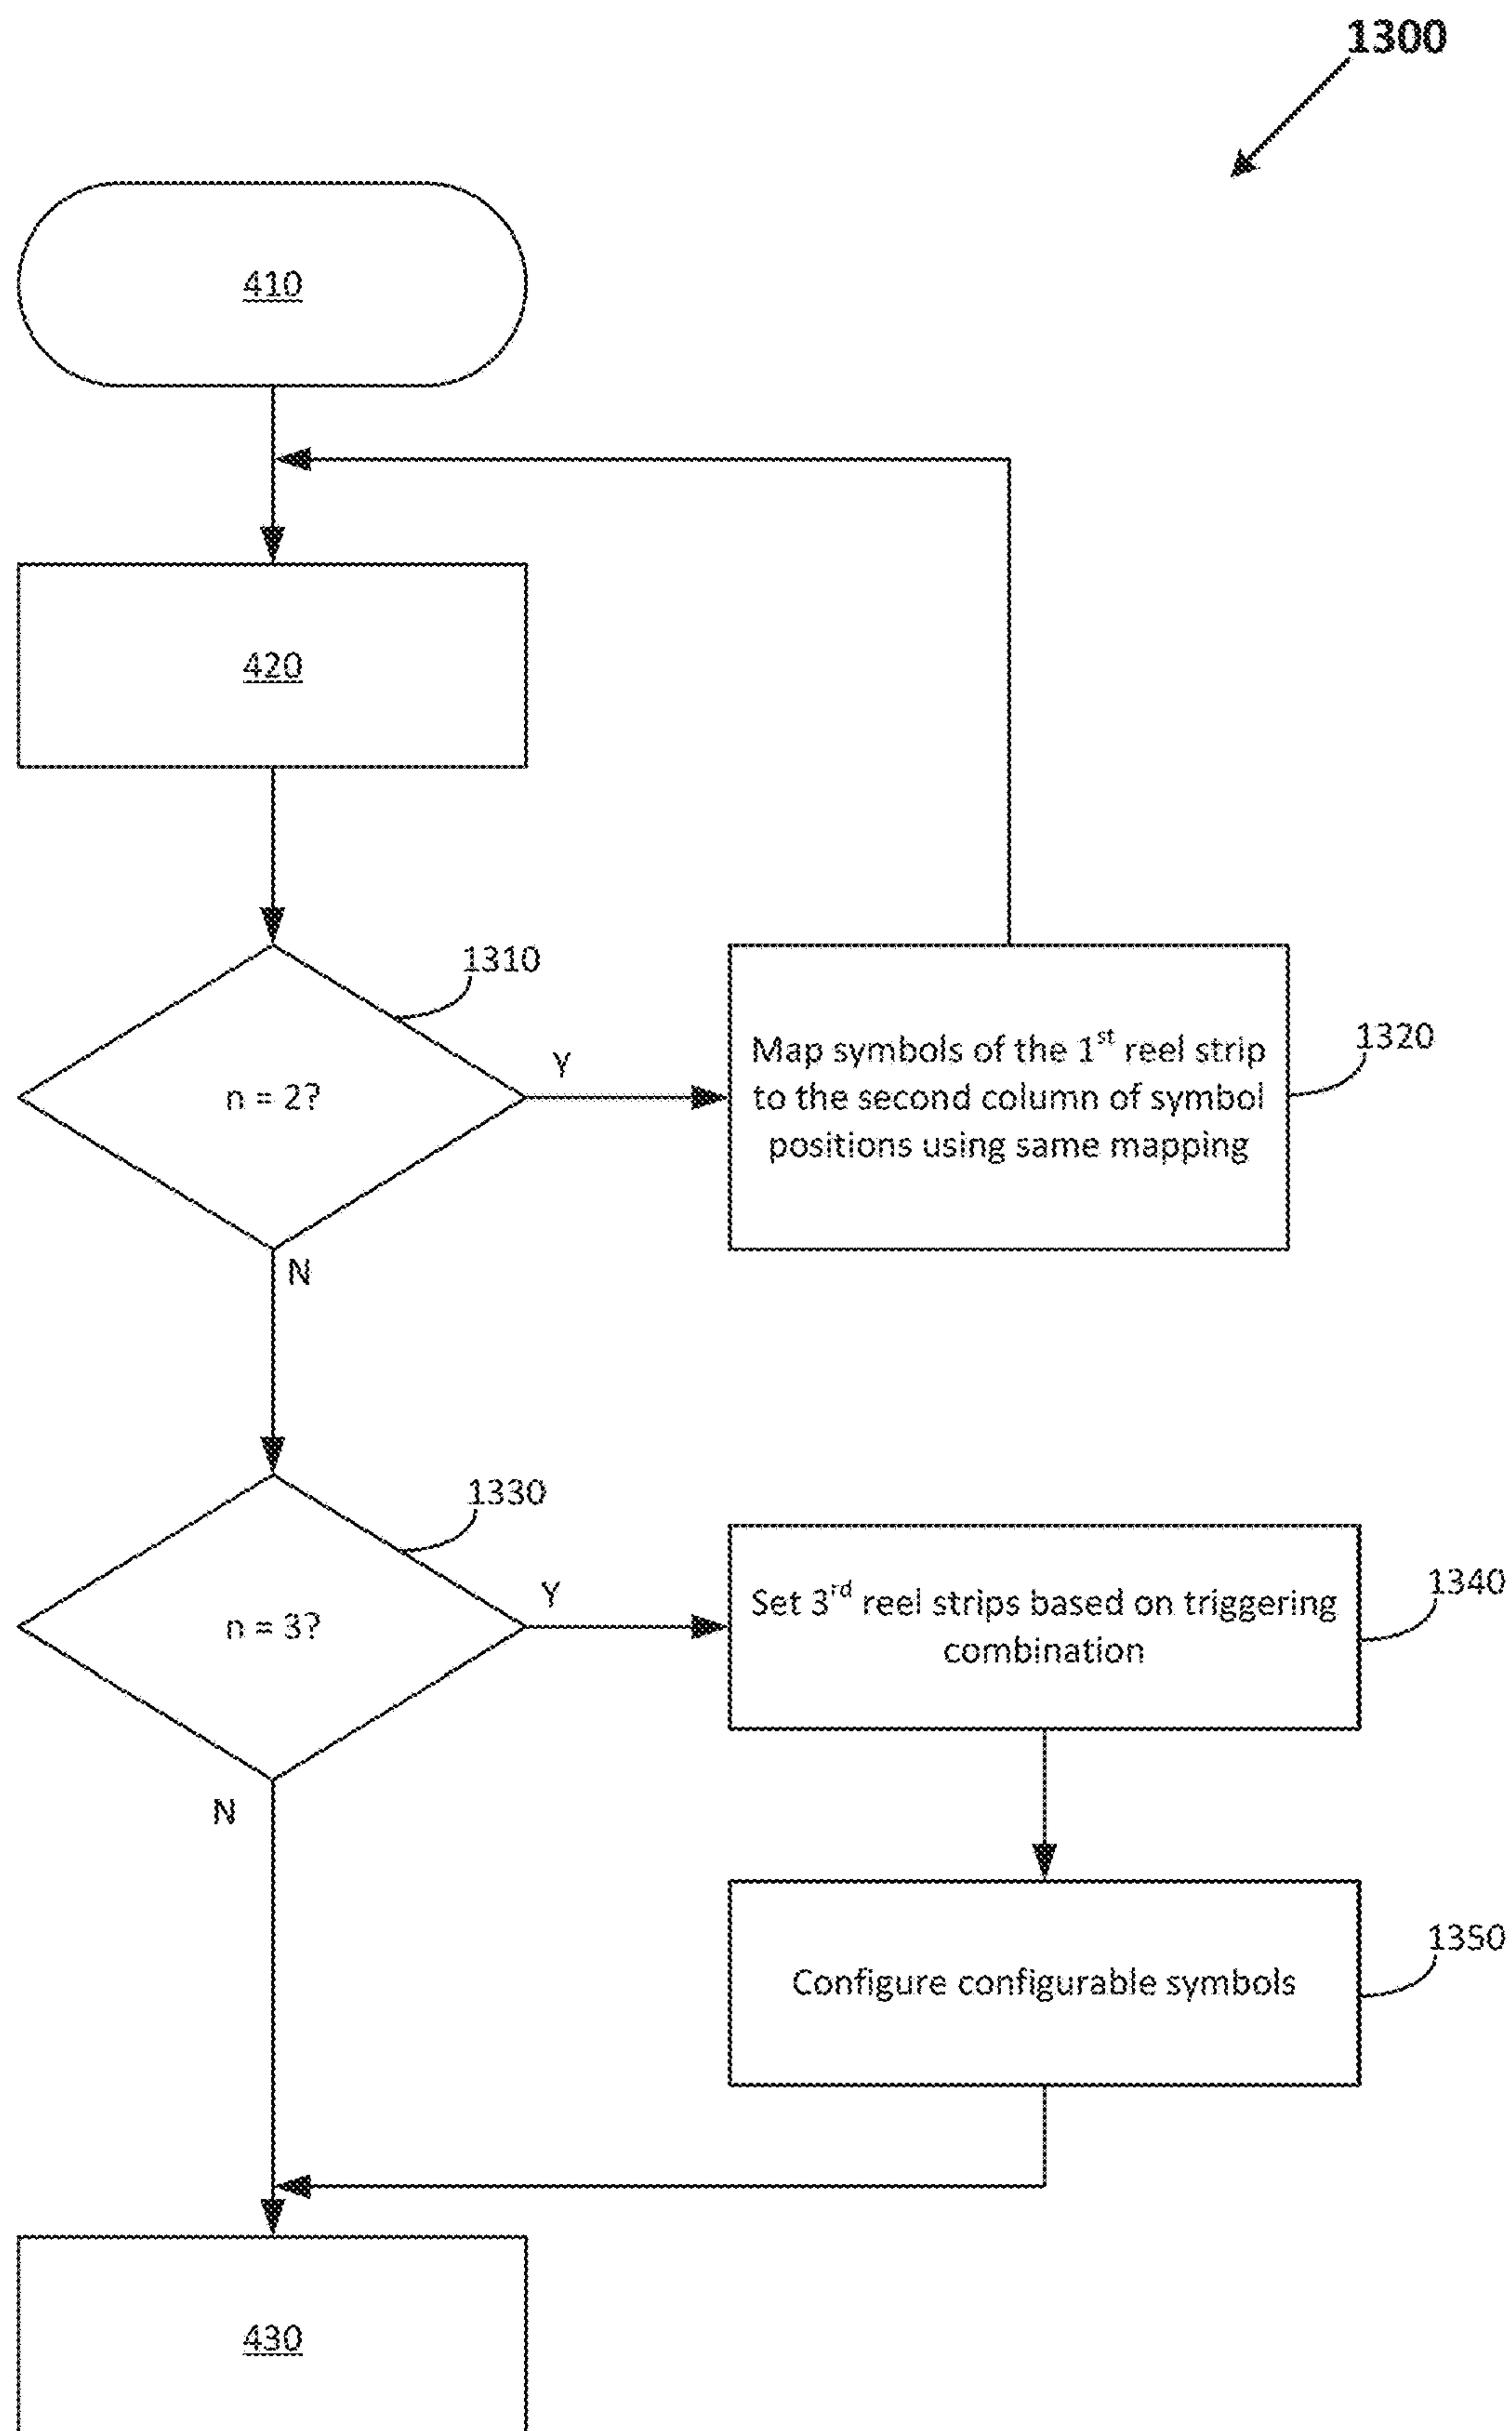 1300
410
420
1310
n = 2?
Y
N
Map symbols of the 1st reel strip
to the second column of symbol
positions using same mapping
1320
1330
n = 3?
Y
N
Set 3rd reel strips based on triggering
combination
1340
Configure configurable symbols
1350
430